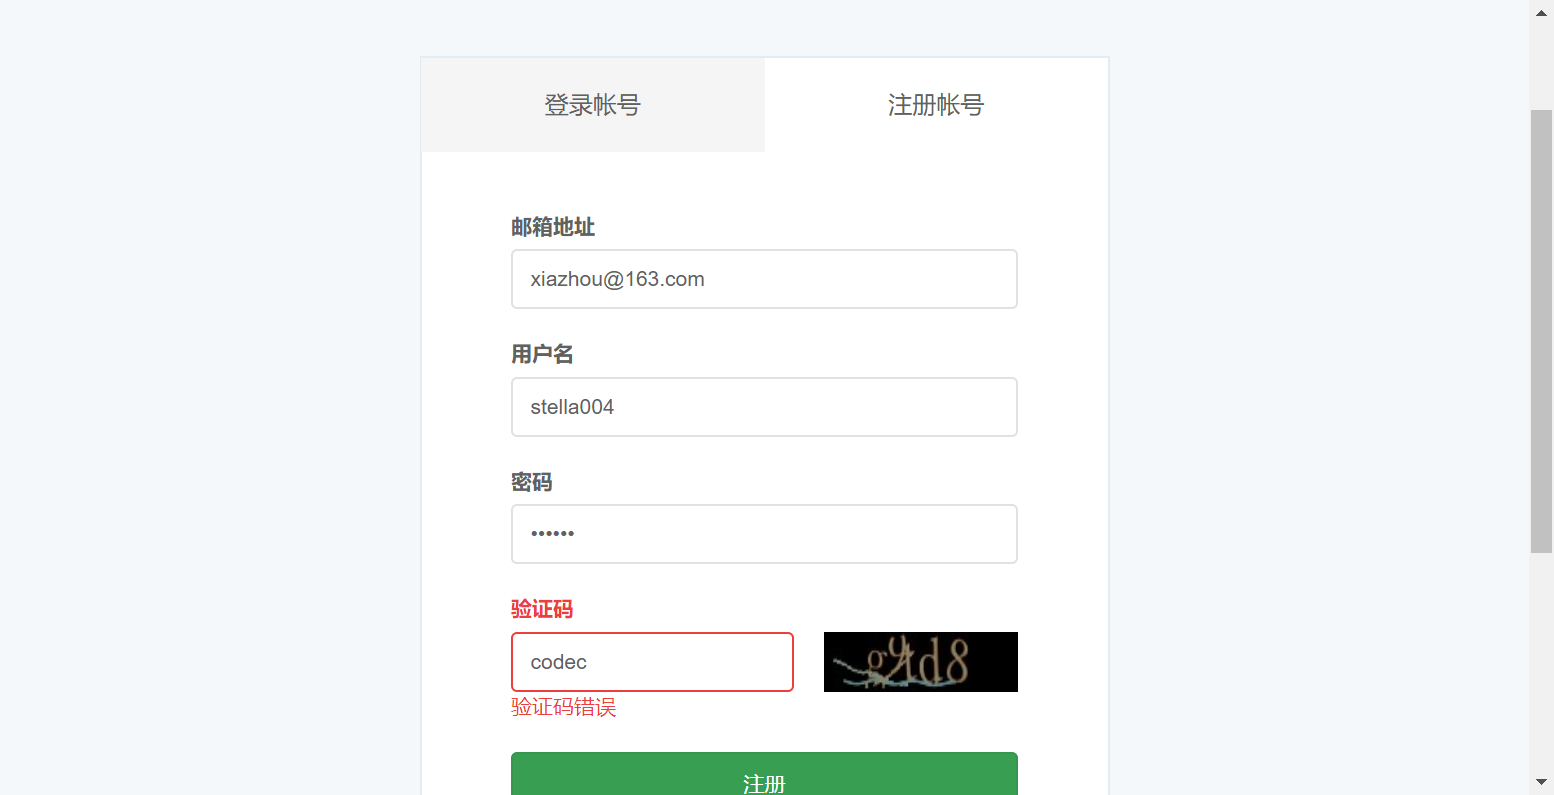 登录帐号
注册帐号
邮箱地址
xiazhou@163.com
用户名
stella004
密码
••••••
验证码
codec
验证码错误
注册